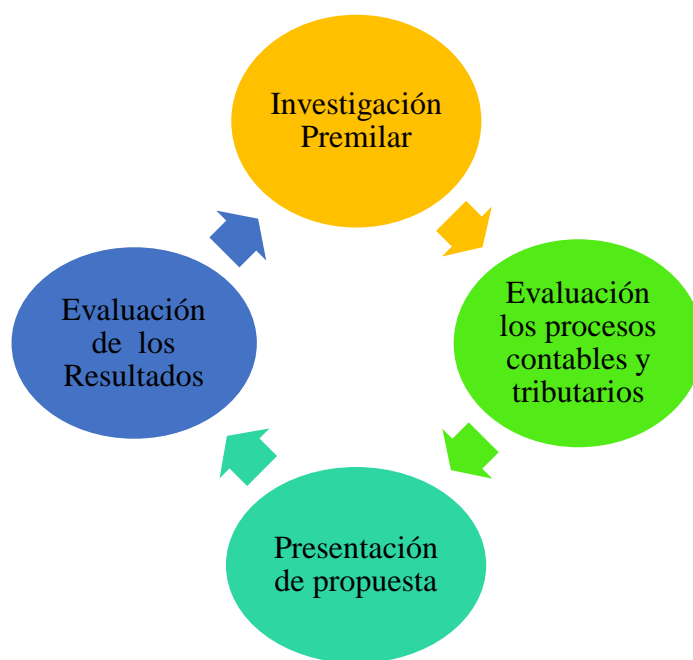 Investigación
Premilar
Evaluación
los procesos
contables y
tributarios
Presentación
de propuesta
Evaluación
de los
Resultados